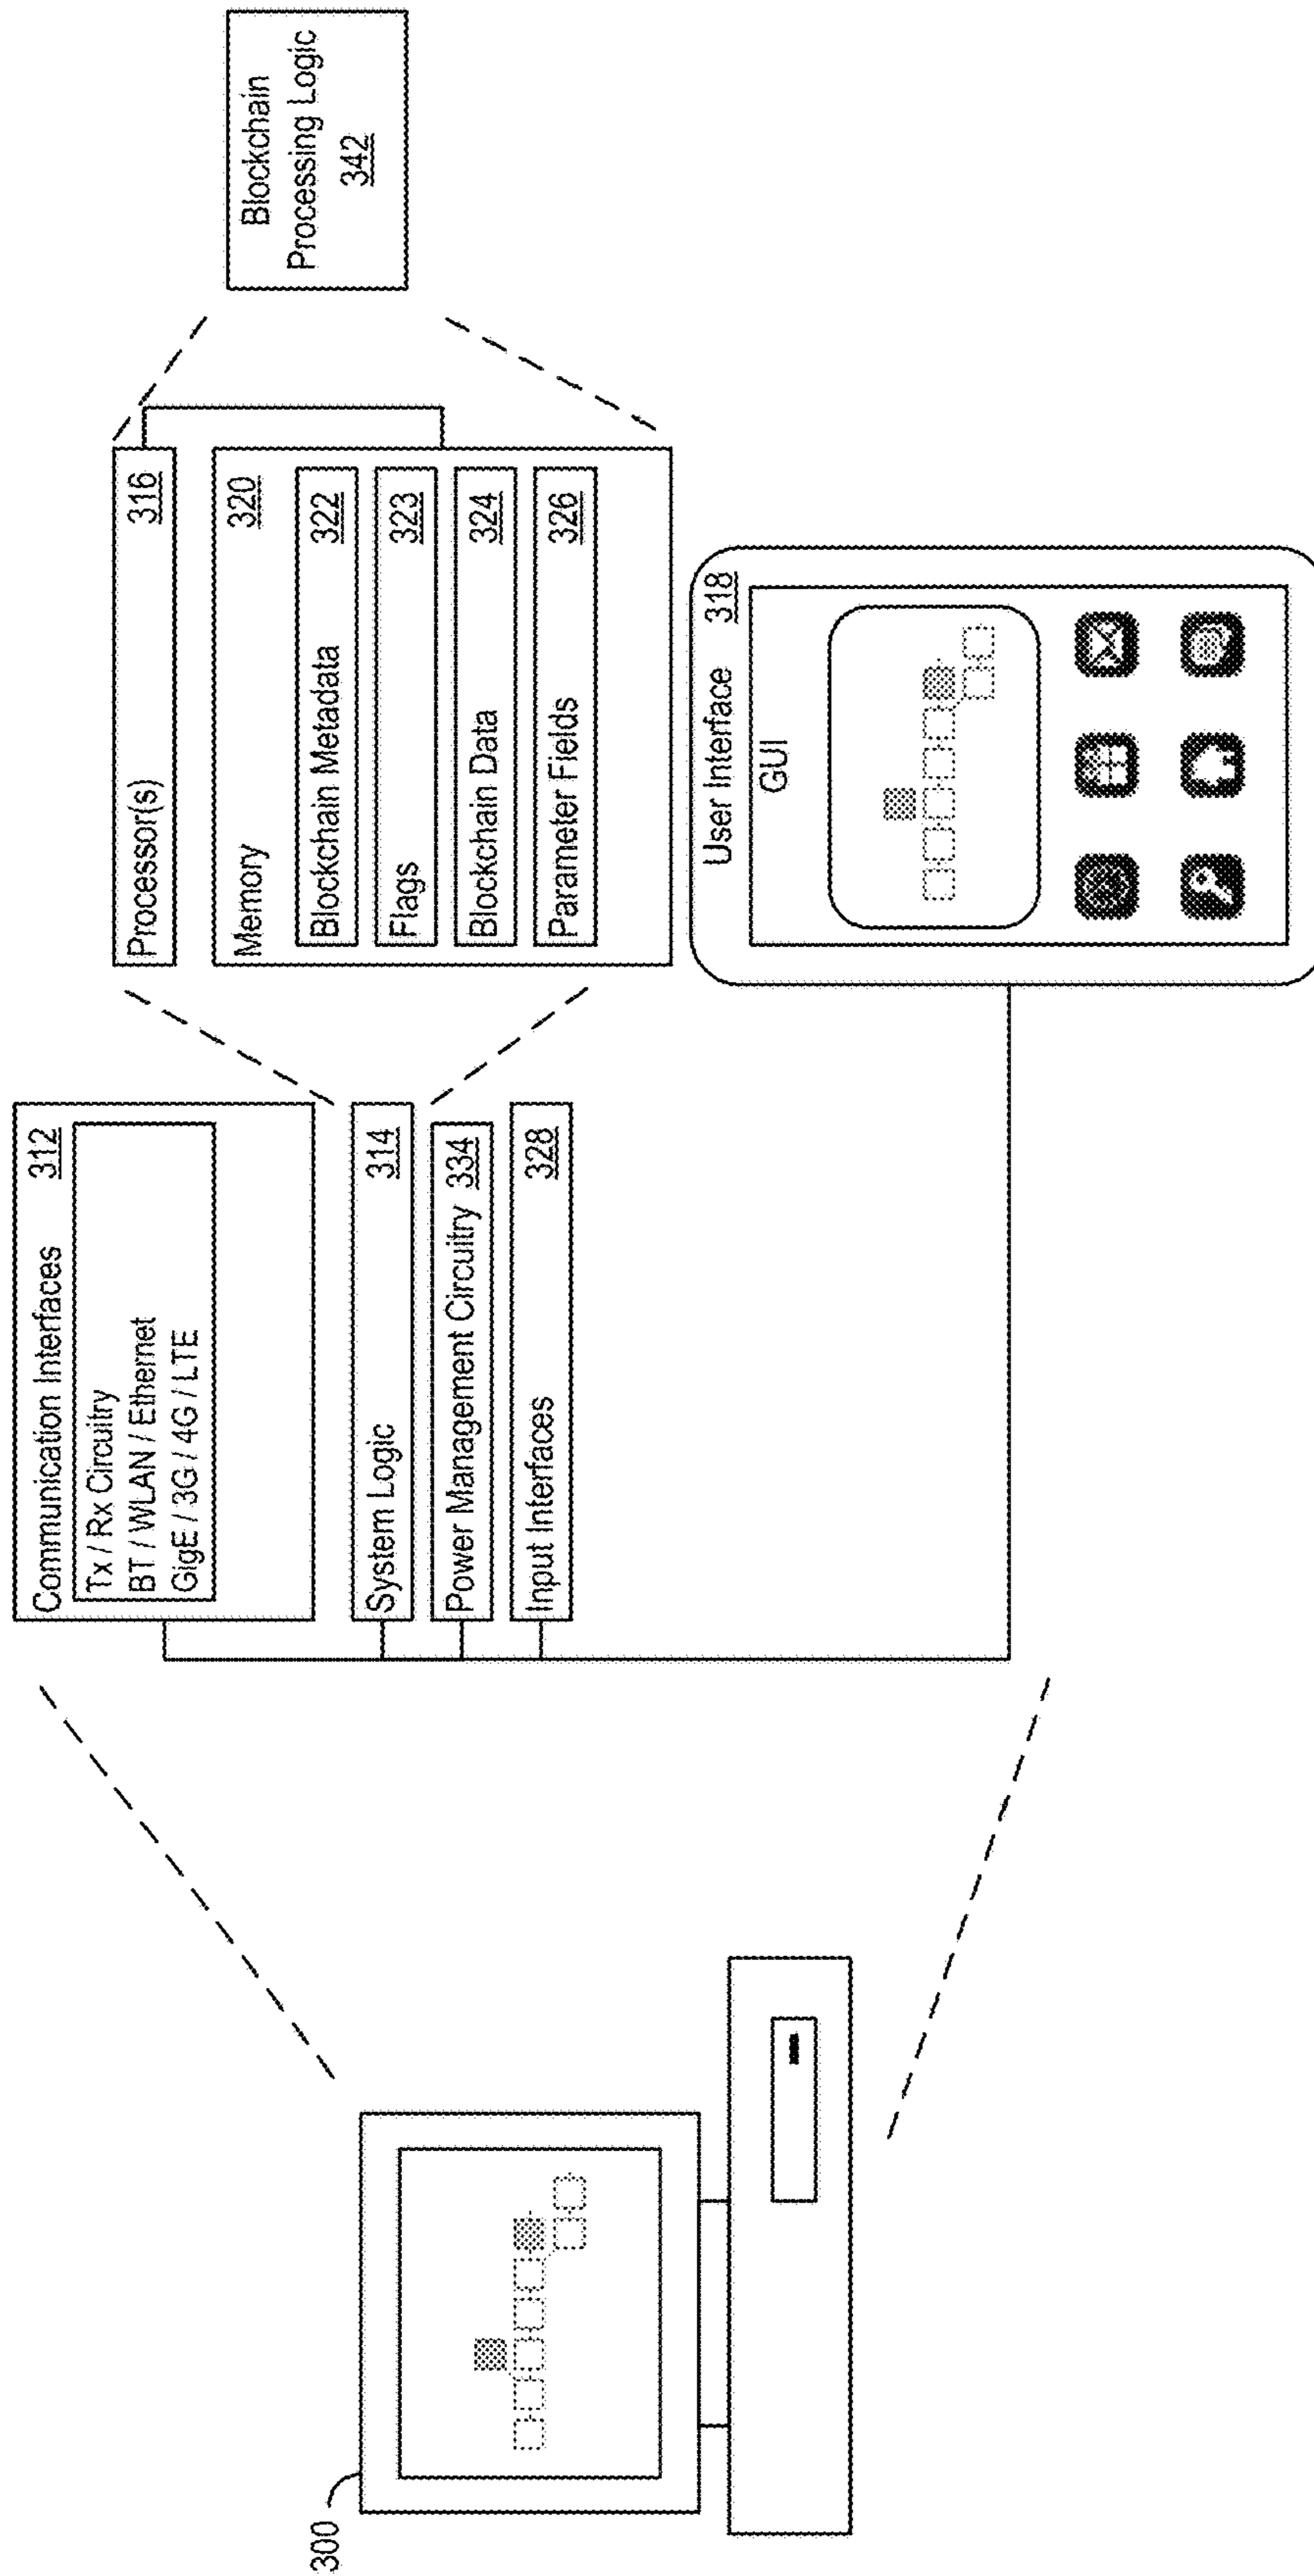 300
Communication Interfaces 312
Tx / Rx Circuitry
BT / WLAN / Ethernet
GigE / 3G / 4G / LTE
System Logic 314
Power Management Circuitry 334
Input Interfaces 328
Processor(s) 316
Memory 320
Blockchain Metadata 322
Flags 323
Blockchain Data 324
Parameter Fields 326
User Interface 318
GUI
Blockchain
Processing Logic
342